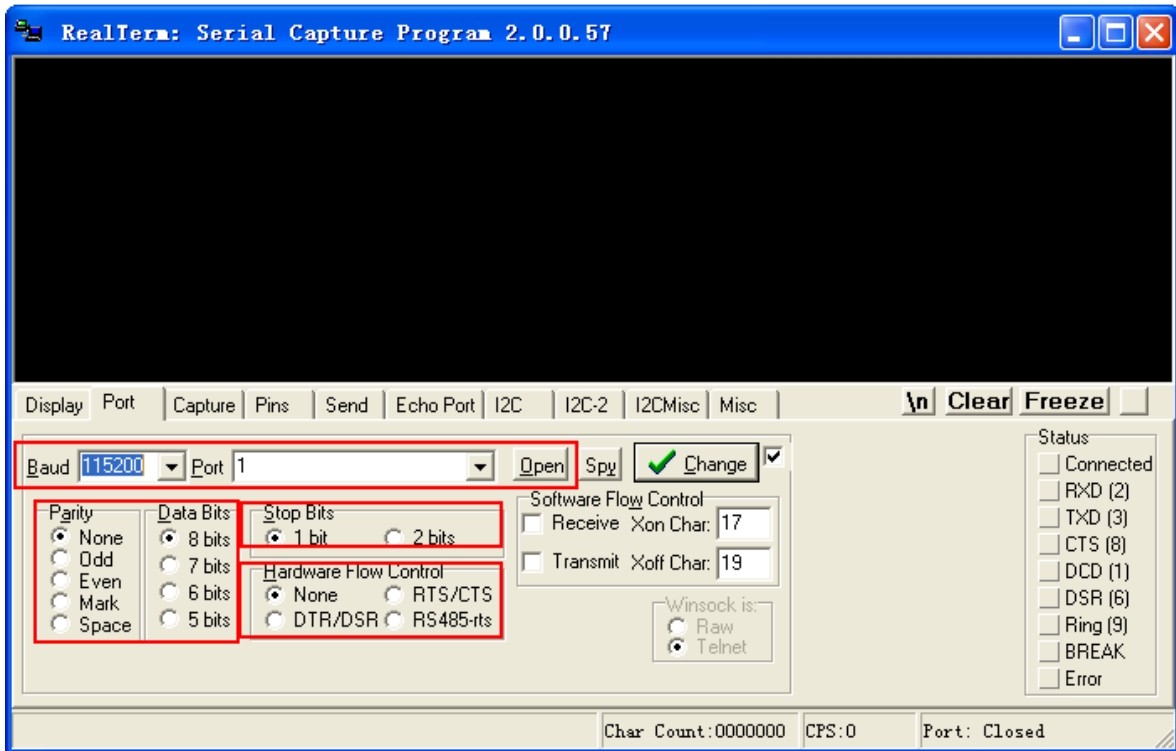 RealTerm: Serial Capture Program 2.0.0.57
Display Port Capture Pins Send Echo Port I2C I2C-2 I2CMisc Misc \n Clear Freeze
Baud 115200 Port 1 Open Spy Change
Parity
None
Odd
Even
Mark
Space
Data Bits
8 bits
7 bits
6 bits
5 bits
Stop Bits
1 bit 2 bits
Hardware Flow Control
None RTS/CTS
DTR/DSR RS485-rts
Software Flow Control
Receive Xon Char: 17
Transmit Xoff Char: 19
Winsock is:
Raw
Telnet
Status
Connected
RXD (2)
TXD (3)
CTS (8)
DCD (1)
DSR (6)
Ring (9)
BREAK
Error
Char Count:0000000 CPS:0 Port: Closed